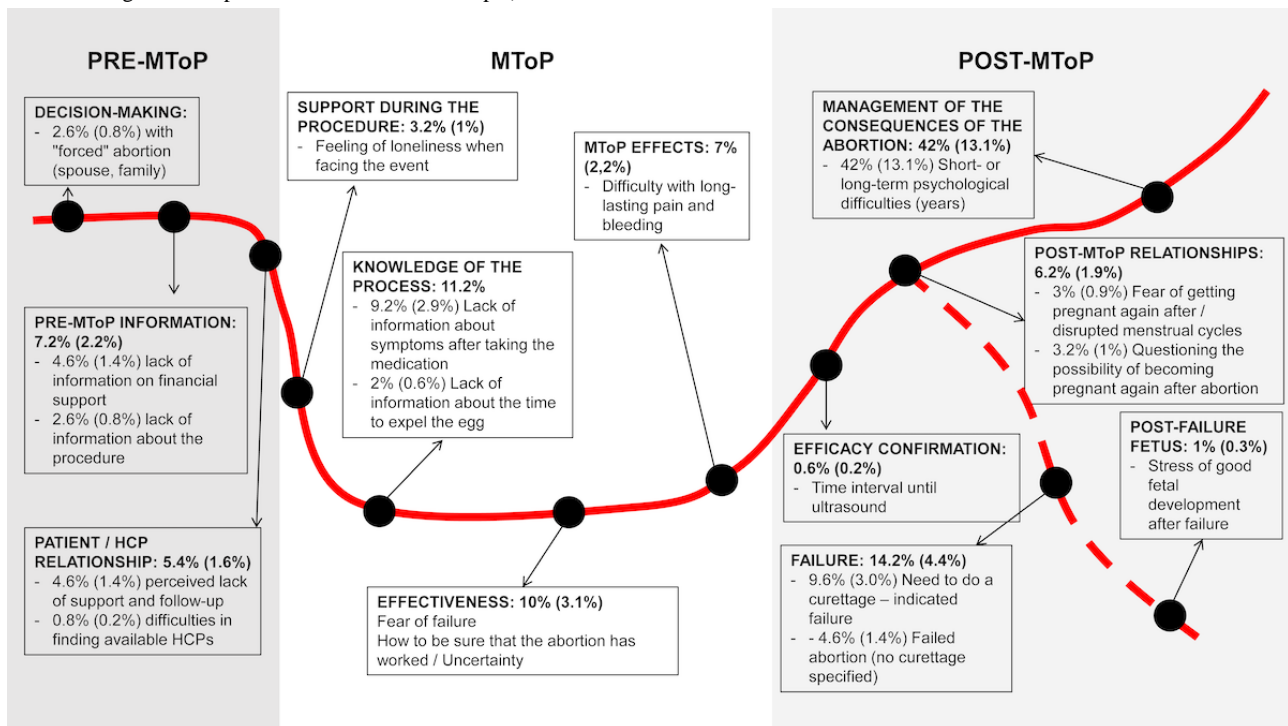 PRE-MToP
DECISION-MAKING:
- 2.6% (0.8%) with
"forced" abortion
(spouse, family)
PRE-MToP INFORMATION:
7.2% (2.2%)
- 4.6% (1.4%) lack of
information on financial
support
- 2.6% (0.8%) lack of
information about the
procedure
PATIENT / HCP
RELATIONSHIP: 5.4% (1.6%)
- 4.6% (1.4%) perceived lack
of support and follow-up
- 0.8% (0.2%) difficulties in
finding available HCPs
MToP
SUPPORT DURING THE
PROCEDURE: 3.2% (1%)
- Feeling of loneliness when
facing the event
KNOWLEDGE OF THE
PROCESS: 11.2%
- 9.2% (2.9%) Lack of
information about
symptoms after taking the
medication
- 2% (0.6%) Lack of
information about the time
to expel the egg
EFFECTIVENESS: 10% (3.1%)
Fear of failure
How to be sure that the abortion has
worked / Uncertainty
MToP EFFECTS: 7%
(2,2%)
- Difficulty with long-
lasting pain and
bleeding
POST-MToP
MANAGEMENT OF THE
CONSEQUENCES OF THE
ABORTION: 42% (13.1%)
- 42% (13.1%) Short- or
long-term psychological
difficulties (years)
POST-MToP RELATIONSHIPS:
6.2% (1.9%)
- 3% (0.9%) Fear of getting
pregnant again after /
disrupted menstrual cycles
- 3.2% (1%) Questioning the
possibility of becoming
pregnant again after abortion
EFFICACY CONFIRMATION:
0.6% (0.2%)
- Time interval until
ultrasound
FAILURE: 14.2% (4.4%)
- 9.6% (3.0%) Need to do a
curettage – indicated
failure
- - 4.6% (1.4%) Failed
abortion (no curettage
specified)
POST-FAILURE
FETUS: 1% (0.3%)
- Stress of good
fetal
development
after failure